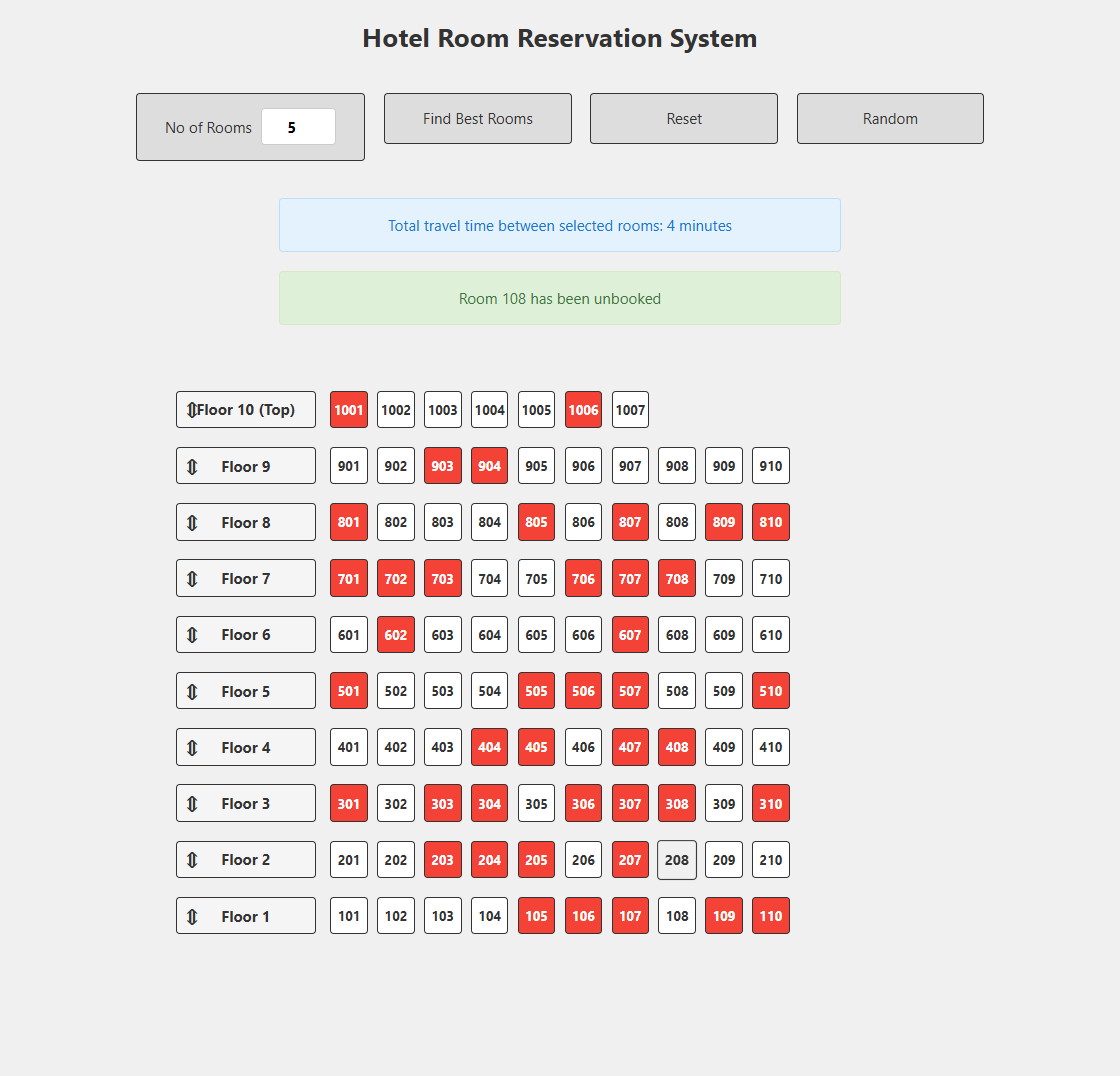 Hotel Room Reservation System
No of Rooms 5 Find Best Rooms Reset Random
Total travel time between selected rooms: 4 minutes
Room 108 has been unbooked
Floor 10 (Top) 1001 1002 1003 1004 1005 1006 1007
Floor 9 901 902 903 904 905 906 907 908 909 910
Floor 8 801 802 803 804 805 806 807 808 809 810
Floor 7 701 702 703 704 705 706 707 708 709 710
Floor 6 601 602 603 604 605 606 607 608 609 610
Floor 5 501 502 503 504 505 506 507 508 509 510
Floor 4 401 402 403 404 405 406 407 408 409 410
Floor 3 301 302 303 304 305 306 307 308 309 310
Floor 2 201 202 203 204 205 206 207 208 209 210
Floor 1 101 102 103 104 105 106 107 108 109 110